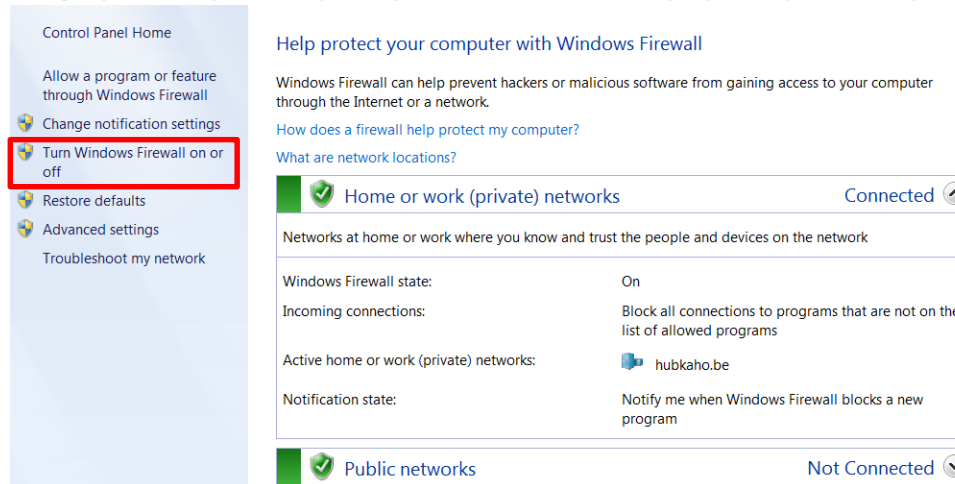 Control Panel Home
Allow a program or feature
through Windows Firewall
Change notification settings
Turn Windows Firewall on or
off
Restore defaults
Advanced settings
Troubleshoot my network
Help protect your computer with Windows Firewall
Windows Firewall can help prevent hackers or malicious software from gaining access to your computer
through the Internet or a network.
How does a firewall help protect my computer?
What are network locations?
Home or work (private) networks Connected
Networks at home or work where you know and trust the people and devices on the network
Windows Firewall state: On
Incoming connections: Block all connections to programs that are not on the
list of allowed programs
Active home or work (private) networks: hubkaho.be
Notification state: Notify me when Windows Firewall blocks a new
program
Public networks Not Connected